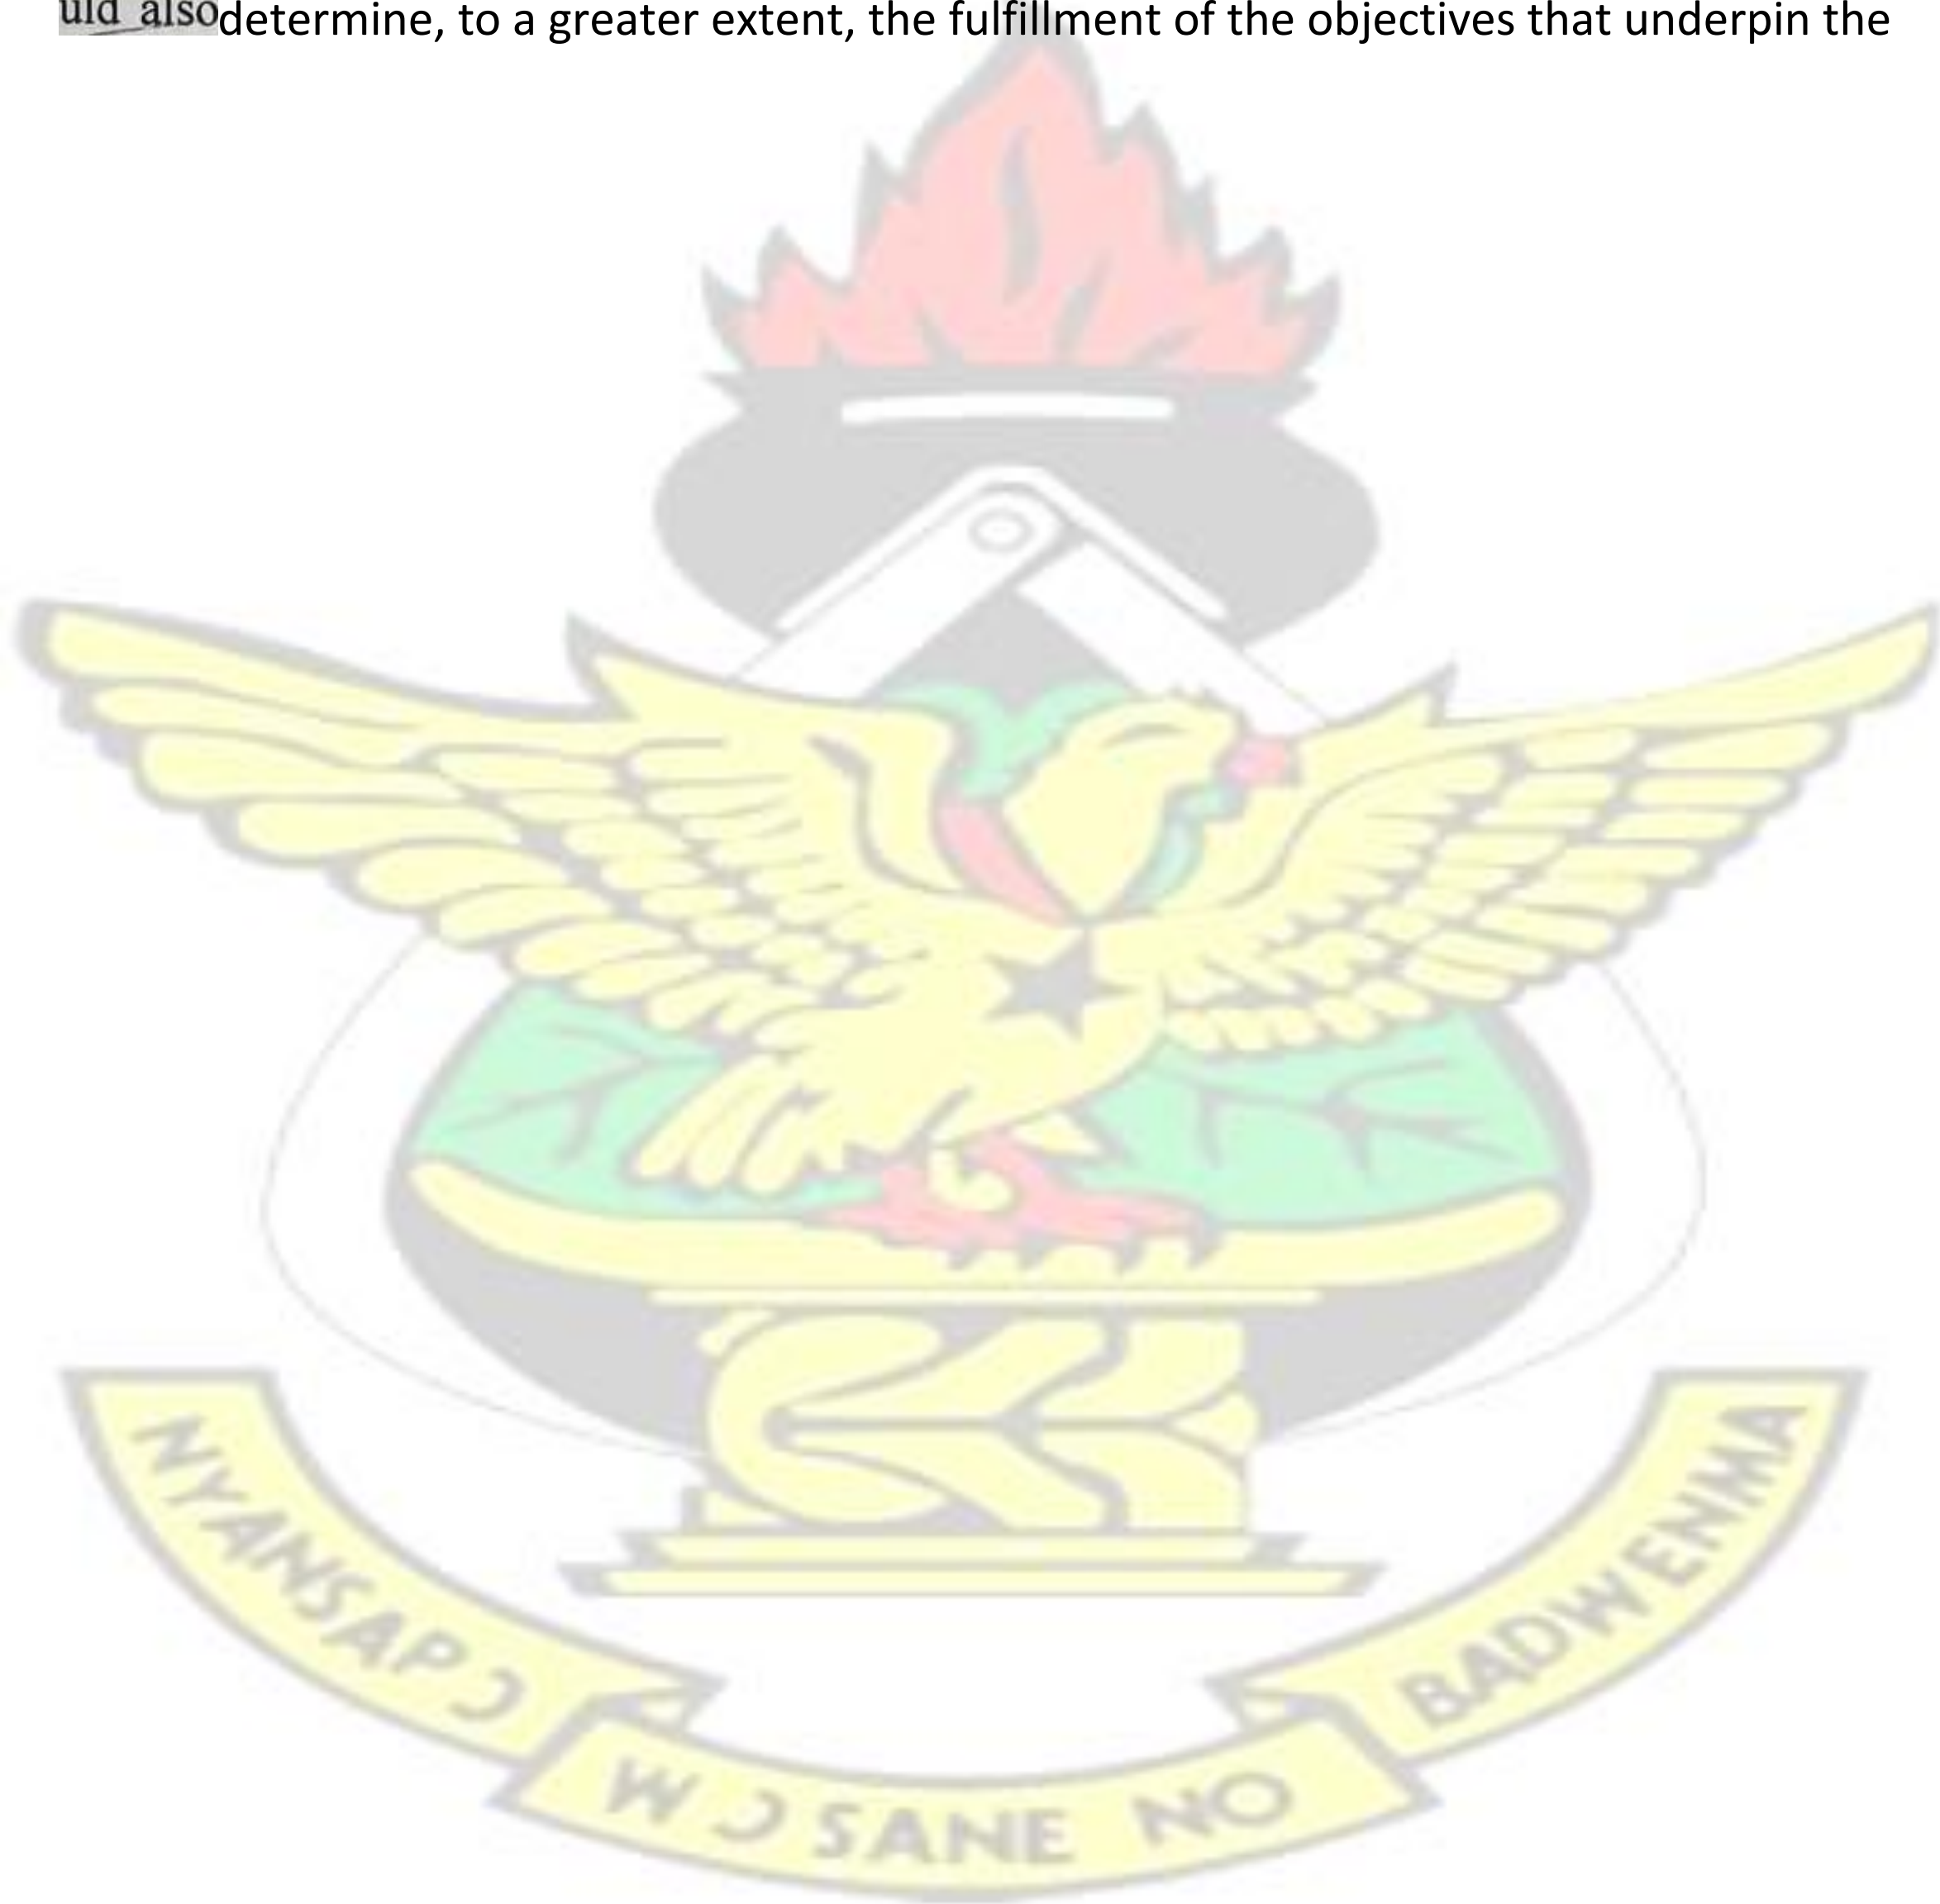 uld also determine, to a greater extent, the fulfillment of the objectives that underpin the
NYANSAPƆ
WƆSANE NO
BADWENMA